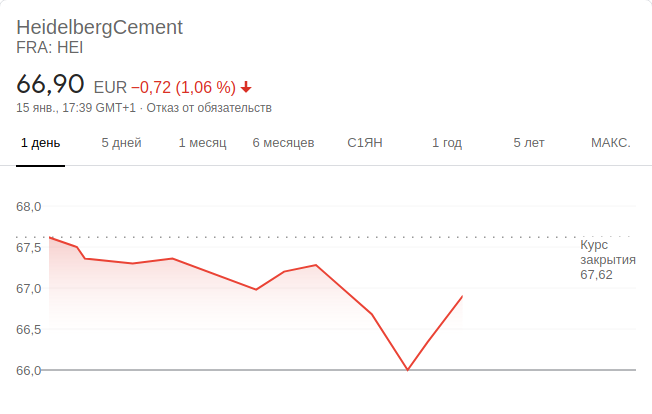 HeidelbergCement
FRA: HEI
66,90 EUR −0,72 (1,06 %)
15 янв., 17:39 GMT+1 · Отказ от обязательств
1 день 5 дней 1 месяц 6 месяцев С1ЯН 1 год 5 лет МАКС.
68,0
67,5
67,0
66,5
66,0
Курс
закрытия
67,62